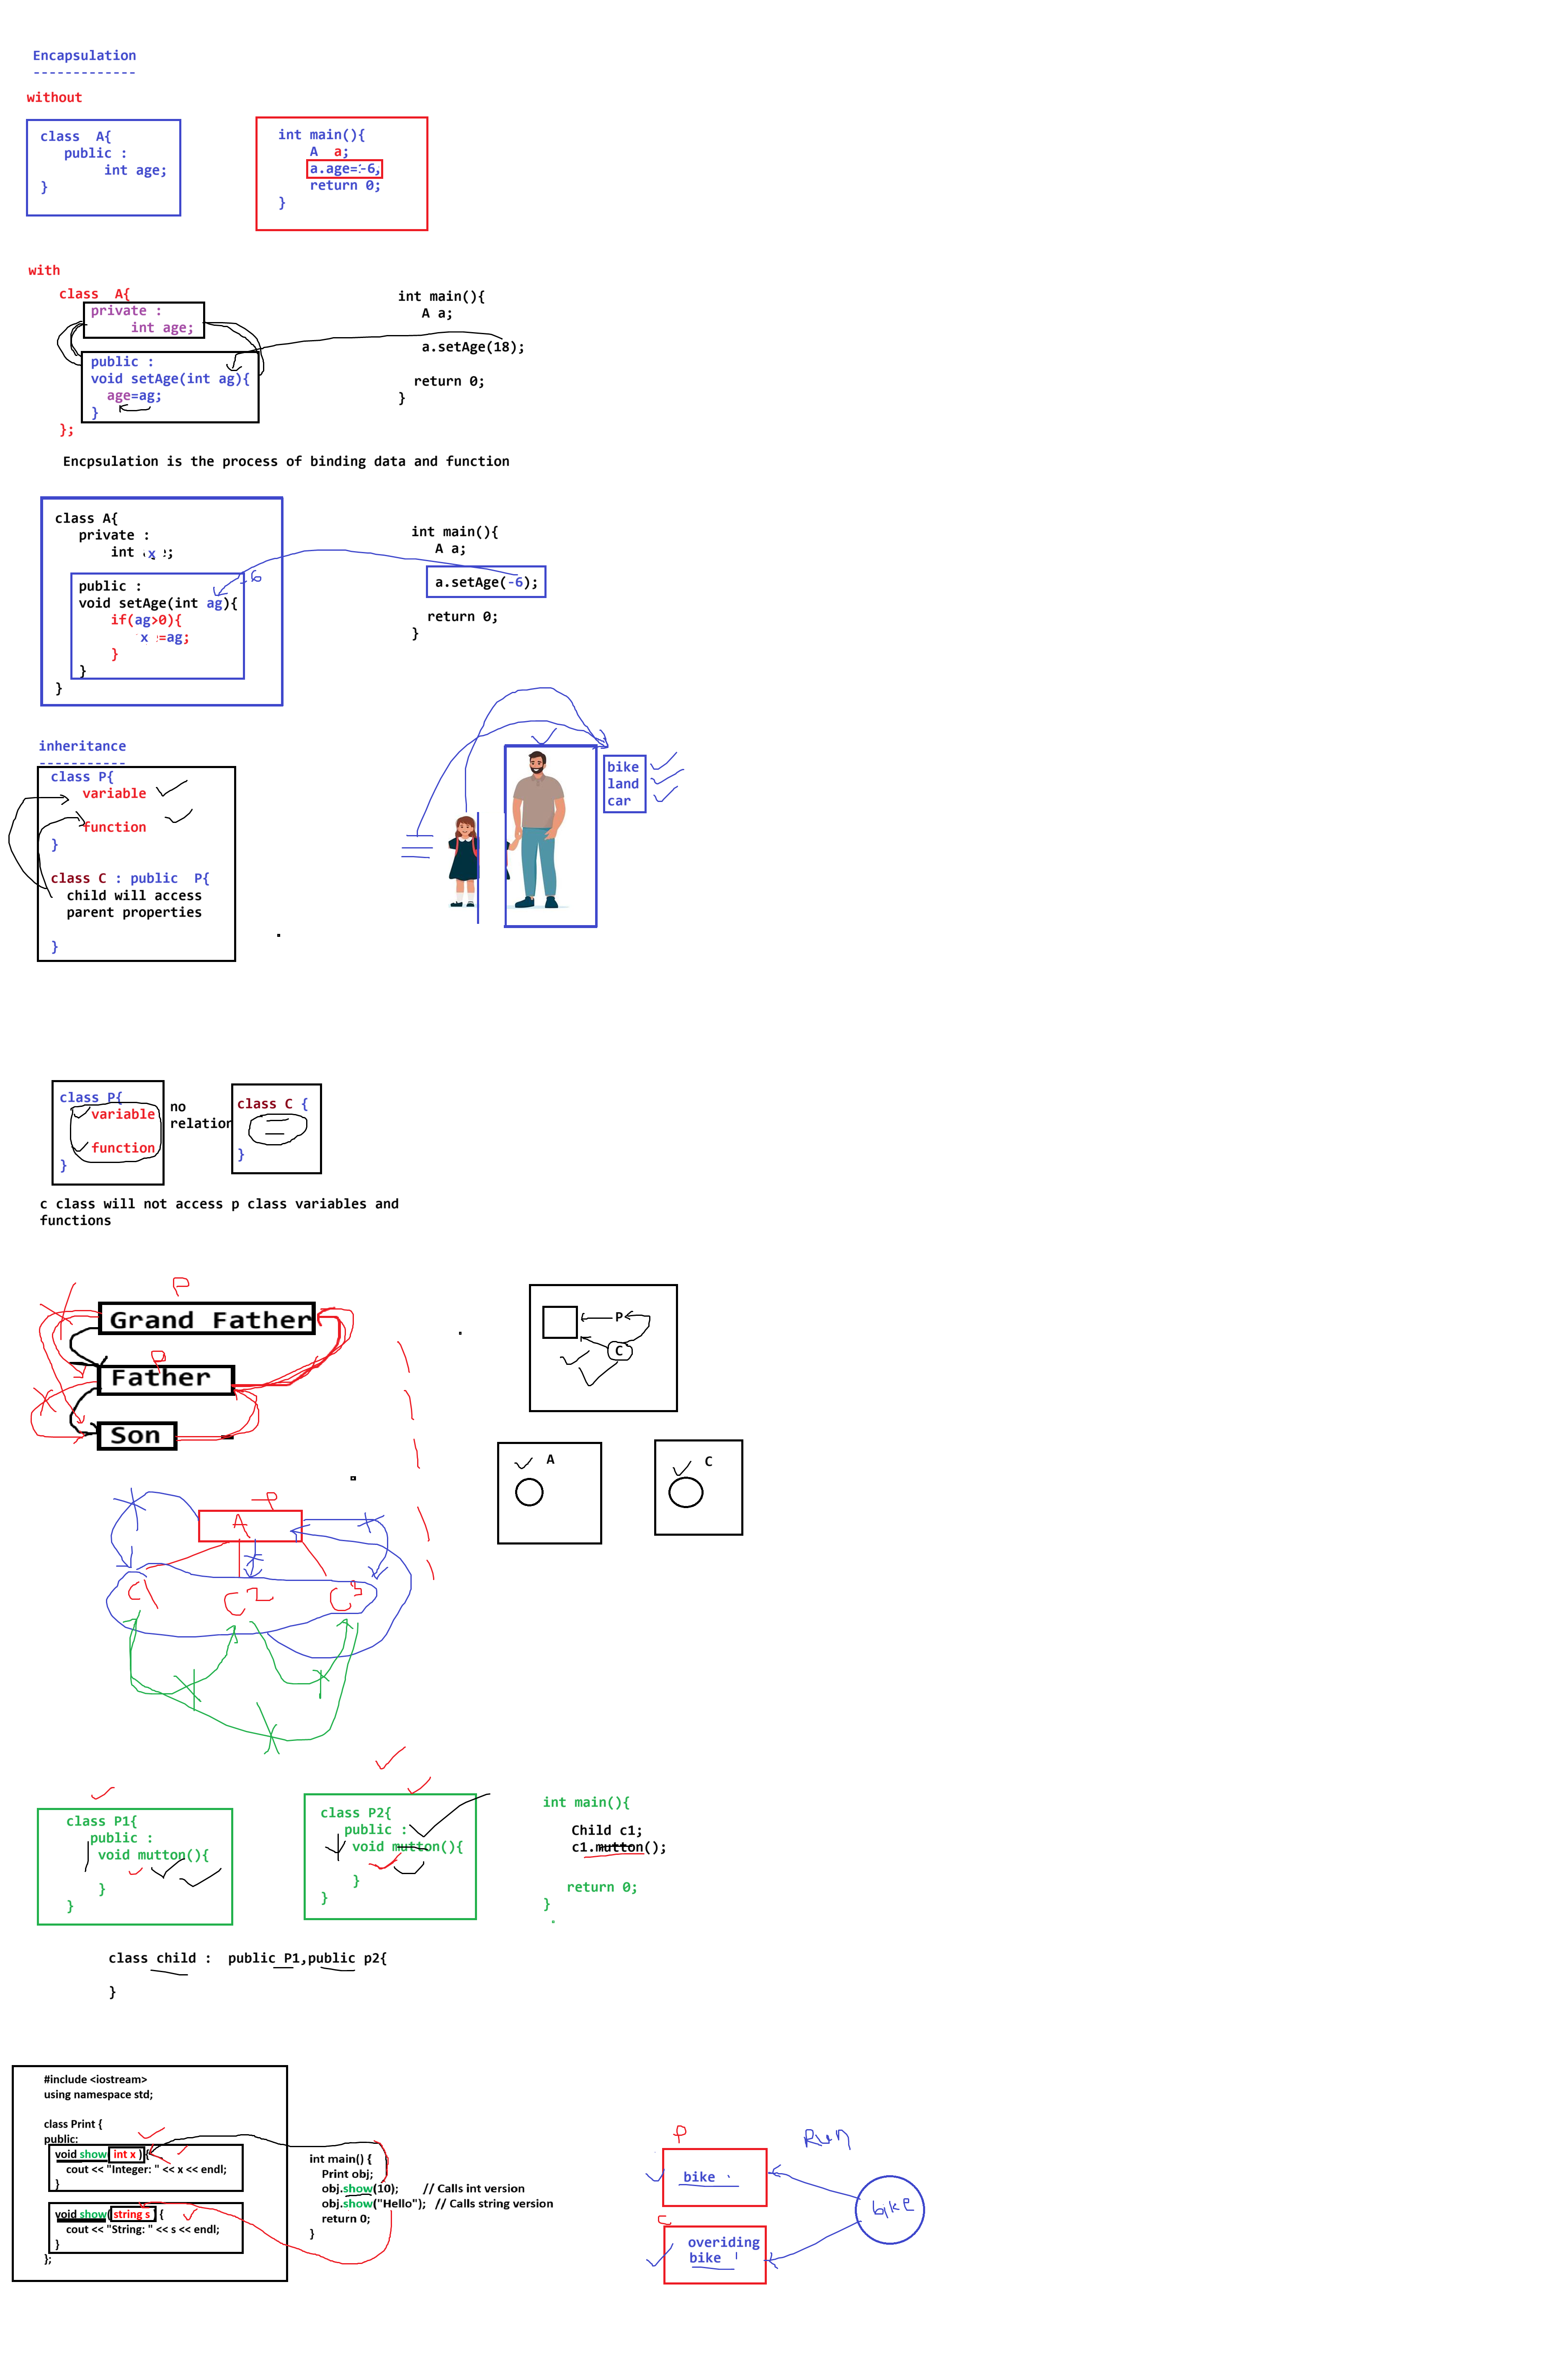 Encapsulation
-------------
without
class  A{
public :
int age;
}
int main(){
A  a;
a.age=-6,
return 0;
}
with
class  A{
private :
int age;
public :
void setAge(int ag){
age=ag;
}
};
int main(){
A a;
a.setAge(18);
return 0;
}
Encpsulation is the process of binding data and function
class A{
private :
int x ;
public :
void setAge(int ag){
if(ag>0){
x =ag;
}
}
}
int main(){
A a;
a.setAge(-6);
return 0;
}
inheritance
-----------
class P{
variable
function
}
class C : public  P{
child will access
parent properties
}
bike
land
car
class P{
variable
function
}
no
relation
class C {
}
c class will not access p class variables and
functions
P
Grand Father
P
Father
Son
P
C
A
C
P
A
C1
C2
C3
class P1{
public :
void mutton(){
}
}
class P2{
public :
void mutton(){
}
}
int main(){
Child c1;
c1.mutton();
return 0;
}
class child :  public P1,public p2{
}
#include <iostream>
using namespace std;
class Print {
public:
void show( int x ) {
cout << "Integer: " << x << endl;
}
void show( string s ) {
cout << "String: " << s << endl;
}
};
int main() {
Print obj;
obj.show(10);        // Calls int version
obj.show("Hello");   // Calls string version
return 0;
}
P
bike
Run
bike
C
overiding
bike